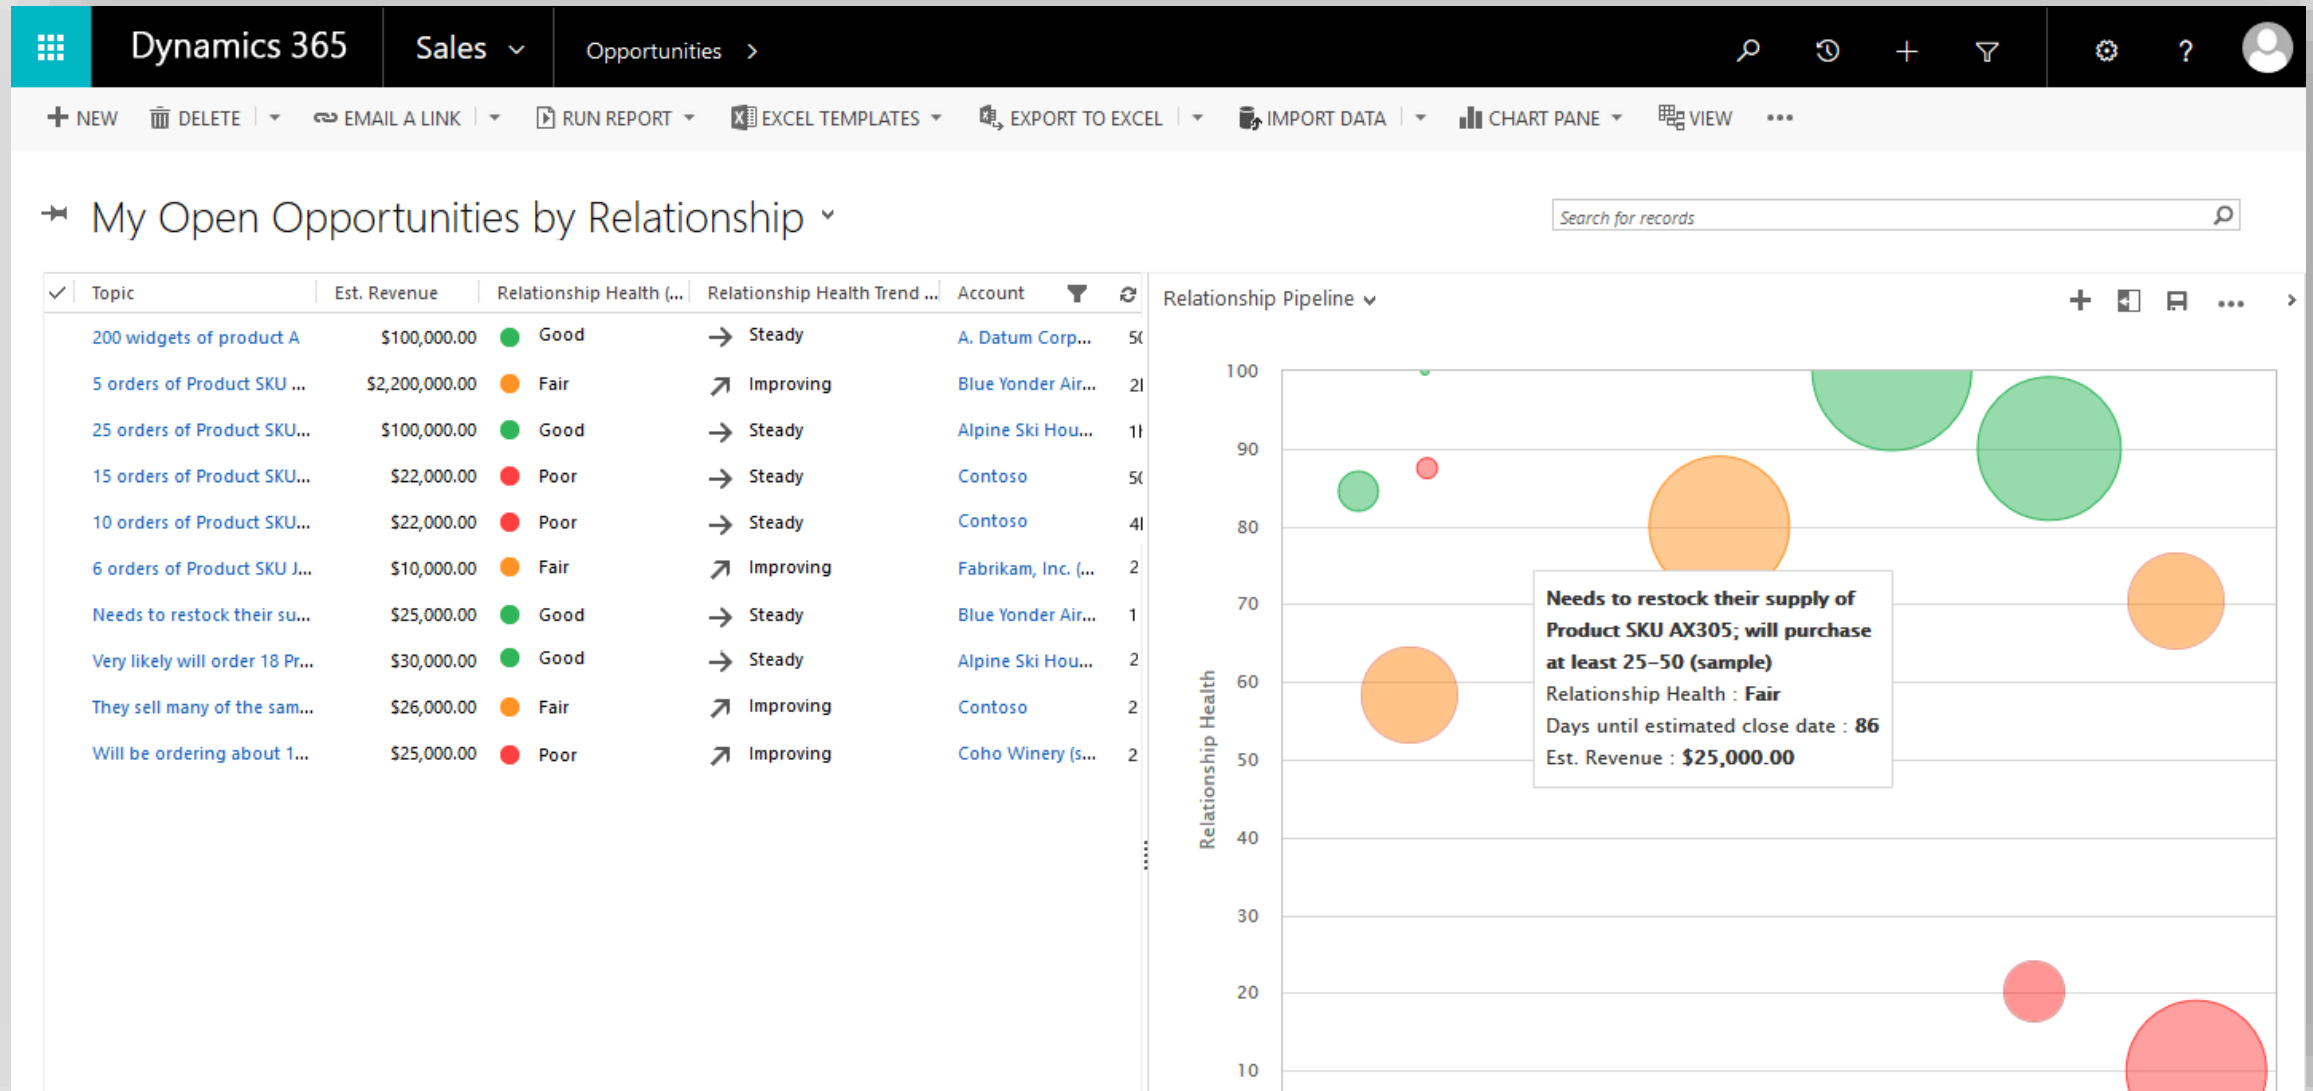 Dynamics 365 Sales Opportunities
NEW DELETE EMAIL A LINK RUN REPORT EXCEL TEMPLATES EXPORT TO EXCEL IMPORT DATA CHART PANE VIEW
My Open Opportunities by Relationship
Search for records
Topic Est. Revenue Relationship Health (... Relationship Health Trend ... Account
200 widgets of product A $100,000.00 Good Steady A. Datum Corp...
5 orders of Product SKU ... $2,200,000.00 Fair Improving Blue Yonder Air...
25 orders of Product SKU... $100,000.00 Good Steady Alpine Ski Hou...
15 orders of Product SKU... $22,000.00 Poor Steady Contoso
10 orders of Product SKU... $22,000.00 Poor Steady Contoso
6 orders of Product SKU J... $10,000.00 Fair Improving Fabrikam, Inc. (... 2
Needs to restock their su... $25,000.00 Good Steady Blue Yonder Air... 1
Very likely will order 18 Pr... $30,000.00 Good Steady Alpine Ski Hou... 2
They sell many of the sam... $26,000.00 Fair Improving Contoso 2
Will be ordering about 1... $25,000.00 Poor Improving Coho Winery (s... 2
Relationship Pipeline
Relationship Health
100
90
80
70
60
50
40
30
20
10
Needs to restock their supply of
Product SKU AX305; will purchase
at least 25–50 (sample)
Relationship Health : Fair
Days until estimated close date : 86
Est. Revenue : $25,000.00